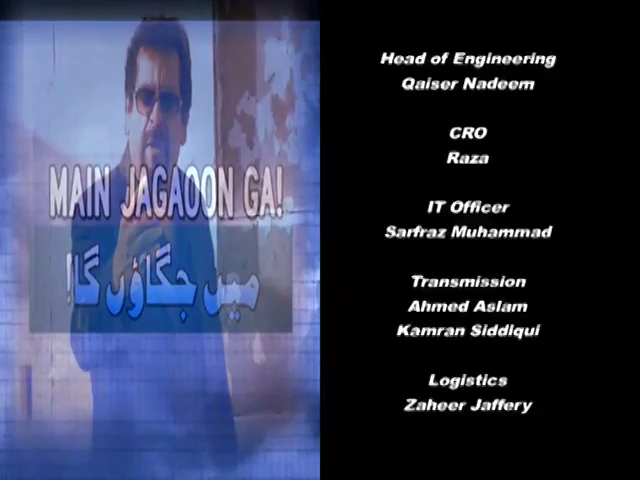 MAIN JAGAOON GA!
میں جگاؤں گا!
Head of Engineering
Qaiser Nadeem
CRO
Raza
IT Officer
Sarfraz Muhammad
Transmission
Ahmed Aslam
Kamran Siddiqui
Logistics
Zaheer Jaffery